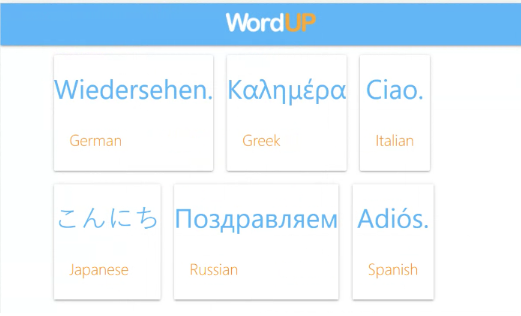 WordUP
Wiedersehen. Καλημέρα Ciao.
German Greek Italian
こんにち Поздравляем Adiós.
Japanese Russian Spanish